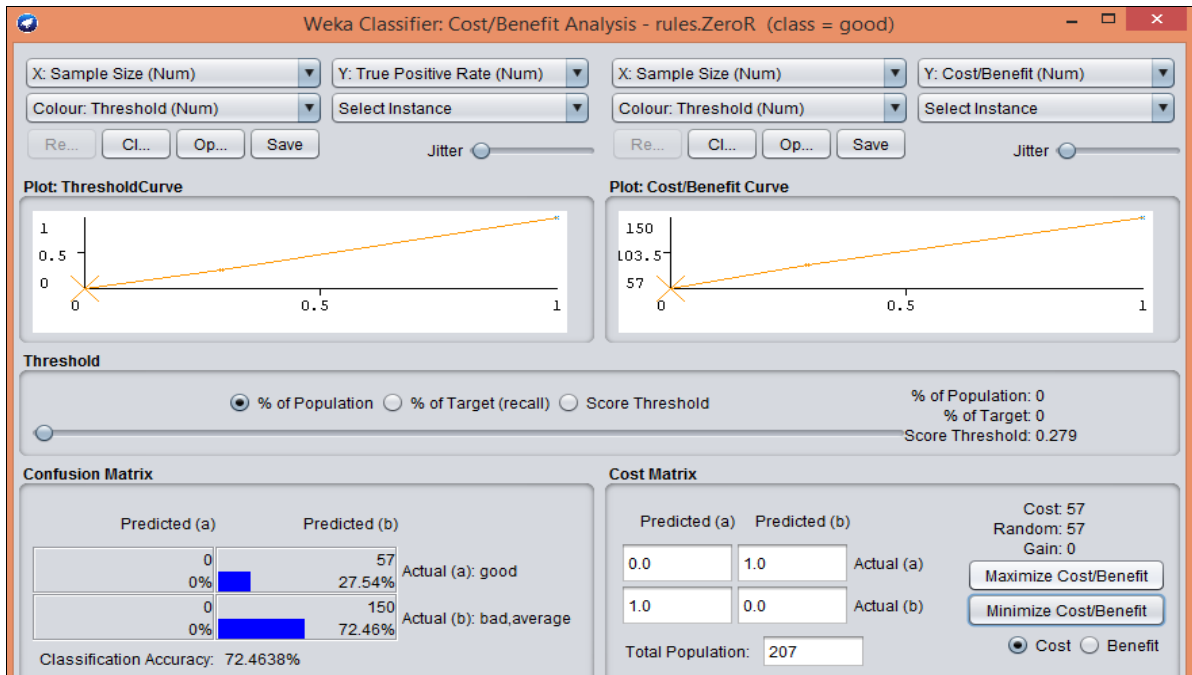 Weka Classifier: Cost/Benefit Analysis - rules.ZeroR (class = good)
X: Sample Size (Num) Y: True Positive Rate (Num) X: Sample Size (Num) Y: Cost/Benefit (Num)
Colour: Threshold (Num) Select Instance Colour: Threshold (Num) Select Instance
Re... Cl... Op... Save Jitter Re... Cl... Op... Save Jitter
Plot: ThresholdCurve
1
0.5
0
0 0.5 1
Plot: Cost/Benefit Curve
150
103.5
57
0 0.5 1
Threshold
% of Population % of Target (recall) Score Threshold
% of Population: 0
% of Target: 0
Score Threshold: 0.279
Confusion Matrix
Predicted (a) Predicted (b)
0 57
0% 27.54% Actual (a): good
0 150
0% 72.46% Actual (b): bad,average
Classification Accuracy: 72.4638%
Cost Matrix
Predicted (a) Predicted (b)
0.0 1.0 Actual (a)
1.0 0.0 Actual (b)
Total Population: 207
Cost: 57
Random: 57
Gain: 0
Maximize Cost/Benefit
Minimize Cost/Benefit
Cost Benefit